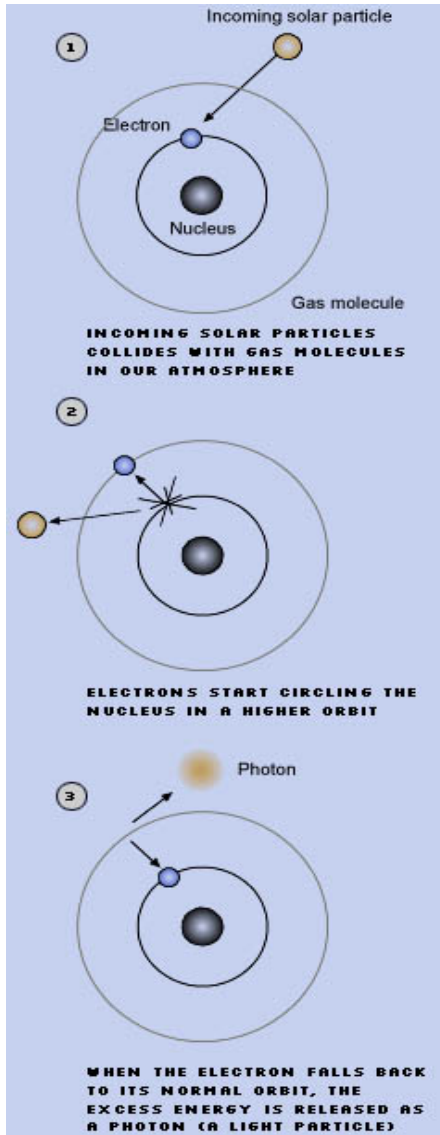 Incoming solar particle
1
Electron
Nucleus
Gas molecule
INCOMING SOLAR PARTICLES
COLLIDES WITH GAS MOLECULES
IN OUR ATMOSPHERE
2
ELECTRONS START CIRCLING THE
NUCLEUS IN A HIGHER ORBIT
Photon
3
WHEN THE ELECTRON FALLS BACK
TO ITS NORMAL ORBIT, THE
EXCESS ENERGY IS RELEASED AS
A PHOTON (A LIGHT PARTICLE)